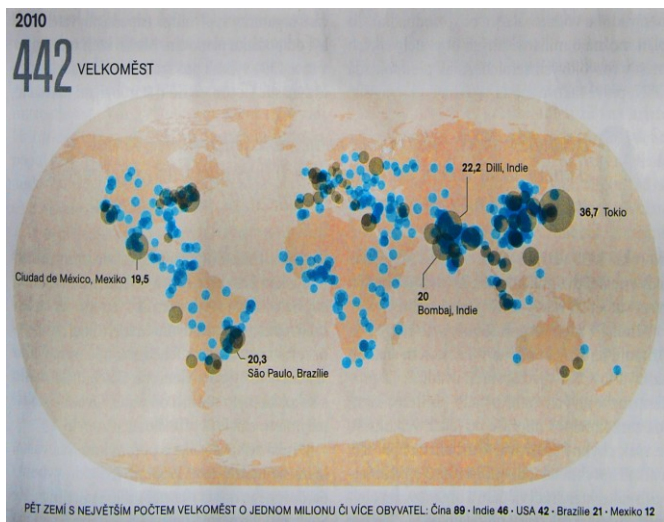 2010
442 VELKOMĚST
22,2 Dillí, Indie
36,7 Tokio
Ciudad de México, Mexiko 19,5
20
Bombaj, Indie
20,3
São Paulo, Brazílie
PĚT ZEMÍ S NEJVĚTŠÍM POČTEM VELKOMĚST O JEDNOM MILIONU ČI VÍCE OBYVATEL: Čína 89 · Indie 46 · USA 42 · Brazílie 21 · Mexiko 12